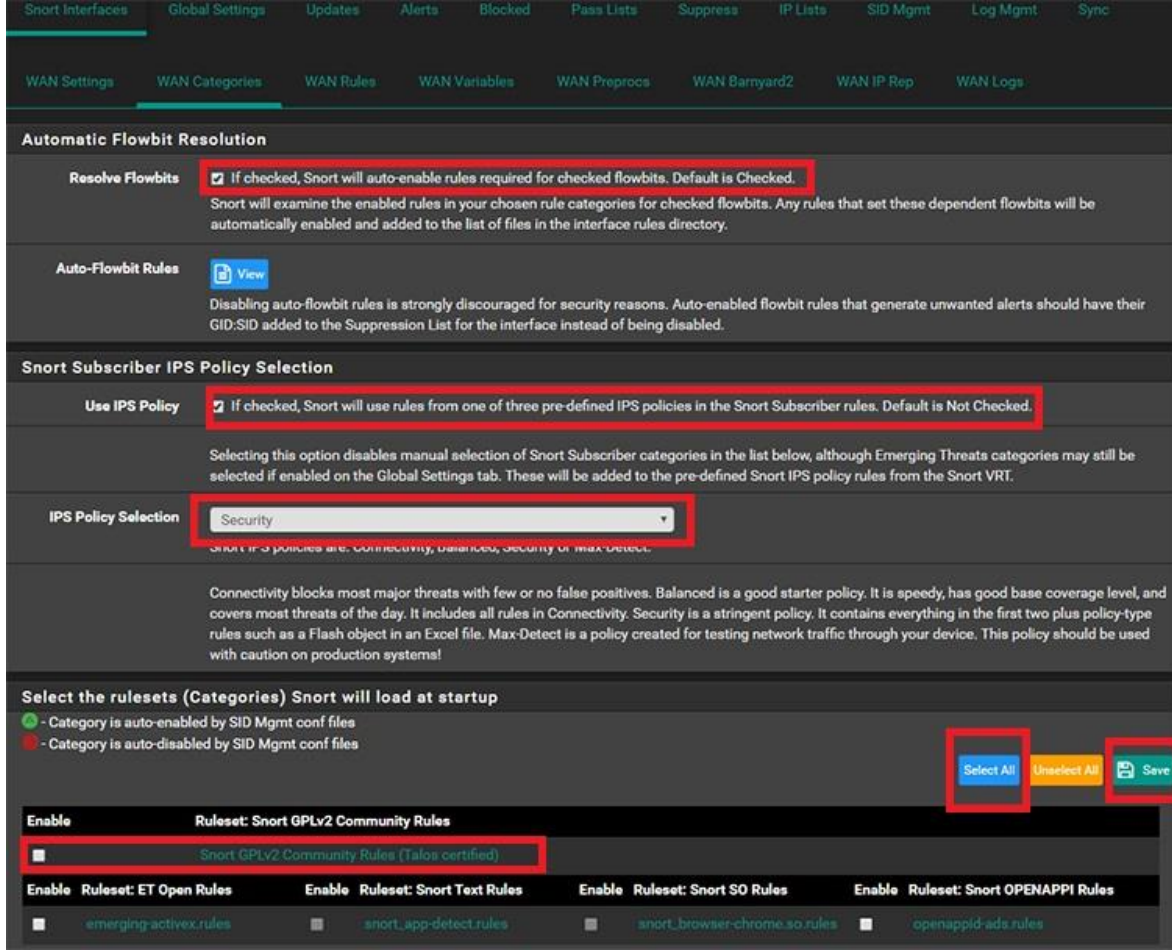 Snort Interfaces Global Settings Updates Alerts Blocked Pass Lists Suppress IP Lists SID Mgmt Log Mgmt Sync
WAN Settings WAN Categories WAN Rules WAN Variables WAN Preprocs WAN Barnyard2 WAN IP Rep WAN Logs
Automatic Flowbit Resolution
Resolve Flowbits If checked, Snort will auto-enable rules required for checked flowbits. Default is Checked.
Snort will examine the enabled rules in your chosen rule categories for checked flowbits. Any rules that set these dependent flowbits will be
automatically enabled and added to the list of files in the interface rules directory.
Auto-Flowbit Rules View
Disabling auto-flowbit rules is strongly discouraged for security reasons. Auto-enabled flowbit rules that generate unwanted alerts should have their
GID:SID added to the Suppression List for the interface instead of being disabled.
Snort Subscriber IPS Policy Selection
Use IPS Policy If checked, Snort will use rules from one of three pre-defined IPS policies in the Snort Subscriber rules. Default is Not Checked.
Selecting this option disables manual selection of Snort Subscriber categories in the list below, although Emerging Threats categories may still be
selected if enabled on the Global Settings tab. These will be added to the pre-defined Snort IPS policy rules from the Snort VRT.
IPS Policy Selection Security
Snort IPS policies are: Connectivity, Balanced, Security or Max-Detect.
Connectivity blocks most major threats with few or no false positives. Balanced is a good starter policy. It is speedy, has good base coverage level, and
covers most threats of the day. It includes all rules in Connectivity. Security is a stringent policy. It contains everything in the first two plus policy-type
rules such as a Flash object in an Excel file. Max-Detect is a policy created for testing network traffic through your device. This policy should be used
with caution on production systems!
Select the rulesets (Categories) Snort will load at startup
- Category is auto-enabled by SID Mgmt conf files
- Category is auto-disabled by SID Mgmt conf files
Select All Unselect All Save
Enable Ruleset: Snort GPLv2 Community Rules
Snort GPLv2 Community Rules (Talos certified)
Enable Ruleset: ET Open Rules Enable Ruleset: Snort Text Rules Enable Ruleset: Snort SO Rules Enable Ruleset: Snort OPENAPPI Rules
emerging-activex.rules snort_app-detect.rules snort_browser-chrome.so.rules openappid-ads.rules